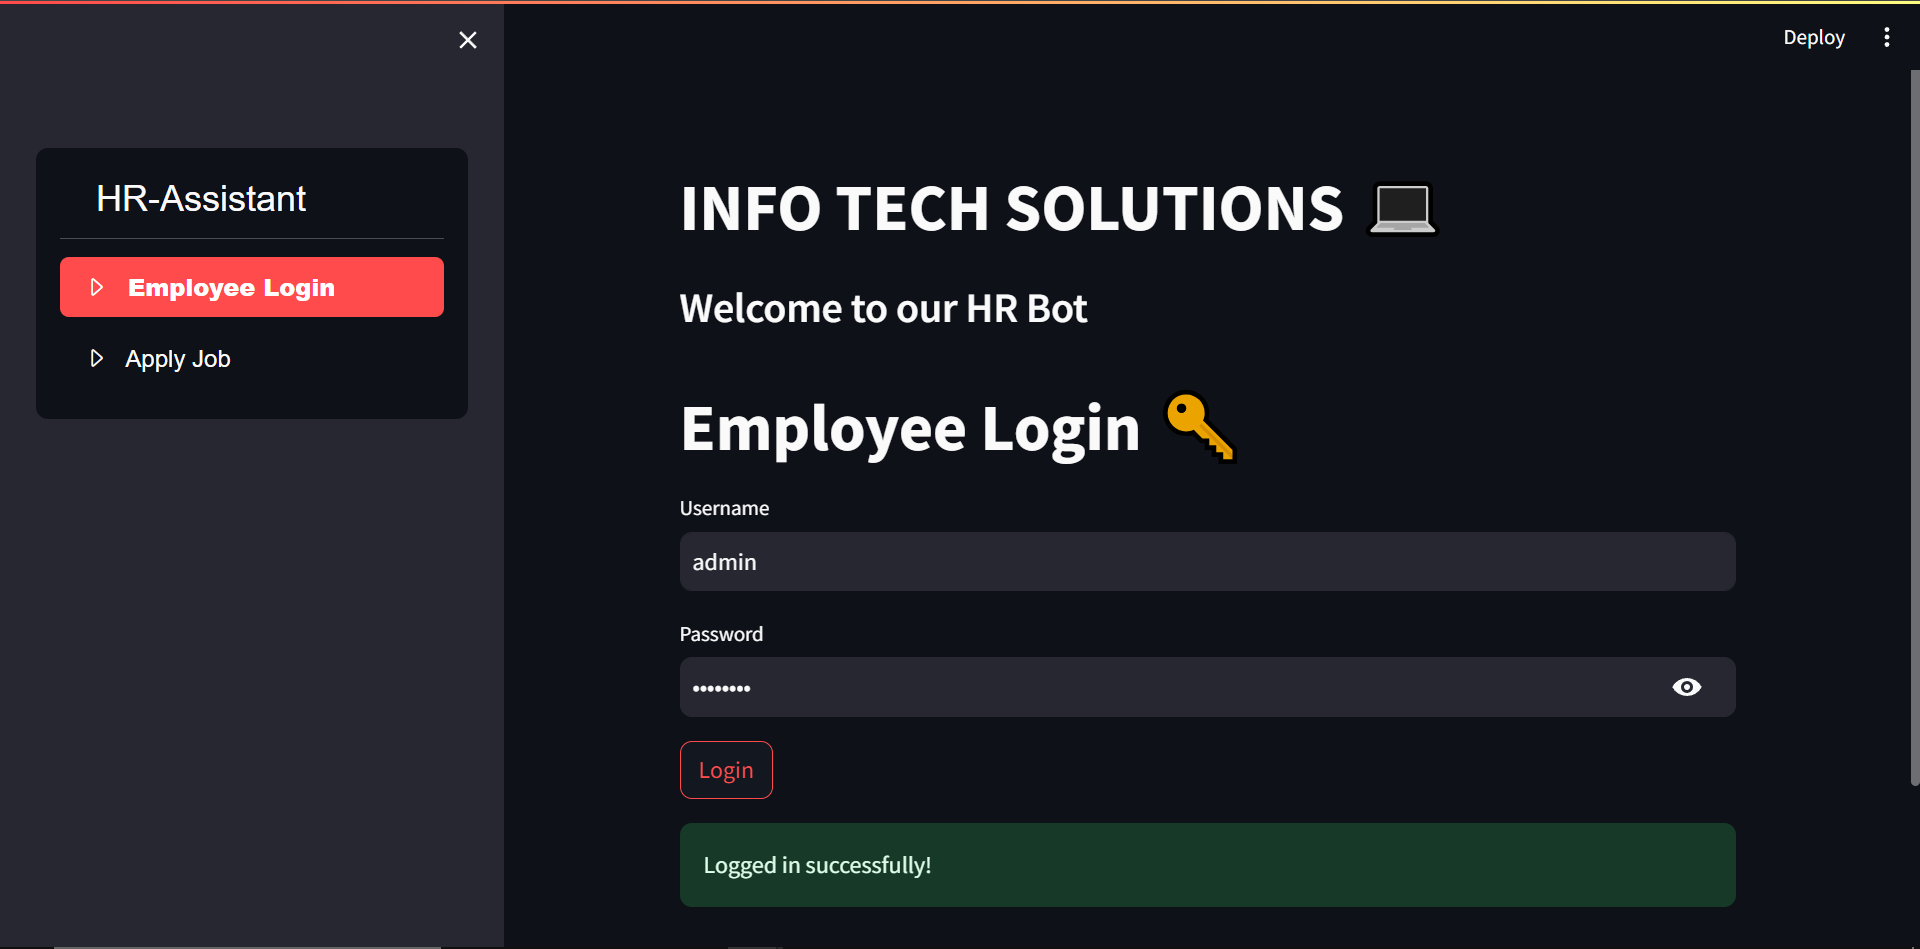 Deploy
HR-Assistant
Employee Login
Apply Job
INFO TECH SOLUTIONS
Welcome to our HR Bot
Employee Login
Username
admin
Password
••••••••
Login
Logged in successfully!